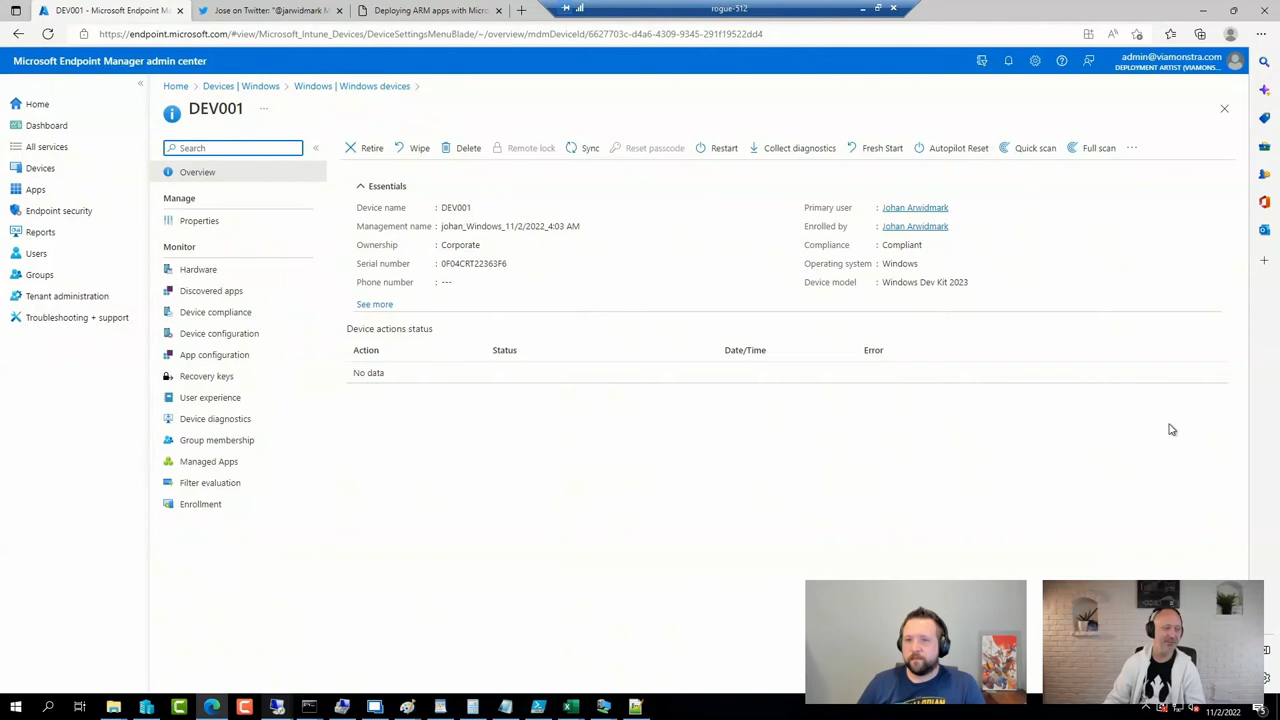 DEV001 - Microsoft Endpoint M
Jose on Twitter: "@jarwidmark M
Deploying ARM apps with Micro
rogue-512
https://endpoint.microsoft.com/#view/Microsoft_Intune_Devices/DeviceSettingsMenuBlade/~/overview/mdmDeviceId/6627703c-d4a6-4309-9345-291f19522dd4
Microsoft Endpoint Manager admin center
admin@viamonstra.com
DEPLOYMENT ARTIST (VIAMONS...
Home
Dashboard
All services
Devices
Apps
Endpoint security
Reports
Users
Groups
Tenant administration
Troubleshooting + support
Home > Devices | Windows > Windows | Windows devices >
DEV001 ...
Search
Overview
Manage
Properties
Monitor
Hardware
Discovered apps
Device compliance
Device configuration
App configuration
Recovery keys
User experience
Device diagnostics
Group membership
Managed Apps
Filter evaluation
Enrollment
Retire Wipe Delete Remote lock Sync Reset passcode Restart Collect diagnostics Fresh Start Autopilot Reset Quick scan Full scan ...
Essentials
Device name : DEV001
Management name : johan_Windows_11/2/2022_4:03 AM
Ownership : Corporate
Serial number : 0F04CRT22363F6
Phone number : ---
See more
Primary user : Johan Arwidmark
Enrolled by : Johan Arwidmark
Compliance : Compliant
Operating system : Windows
Device model : Windows Dev Kit 2023
Device actions status
Action Status Date/Time Error
No data
11/2/2022